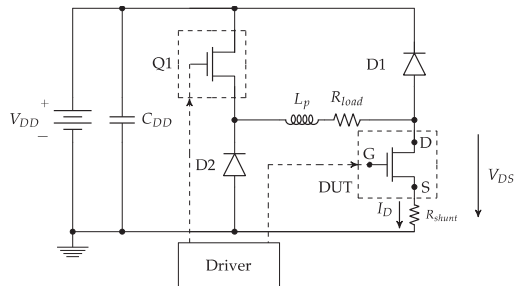 Q1
D1
L_p
R_load
V_DD
+
−
C_DD
D2
G
D
DUT
S
V_DS
I_D
R_shunt
Driver